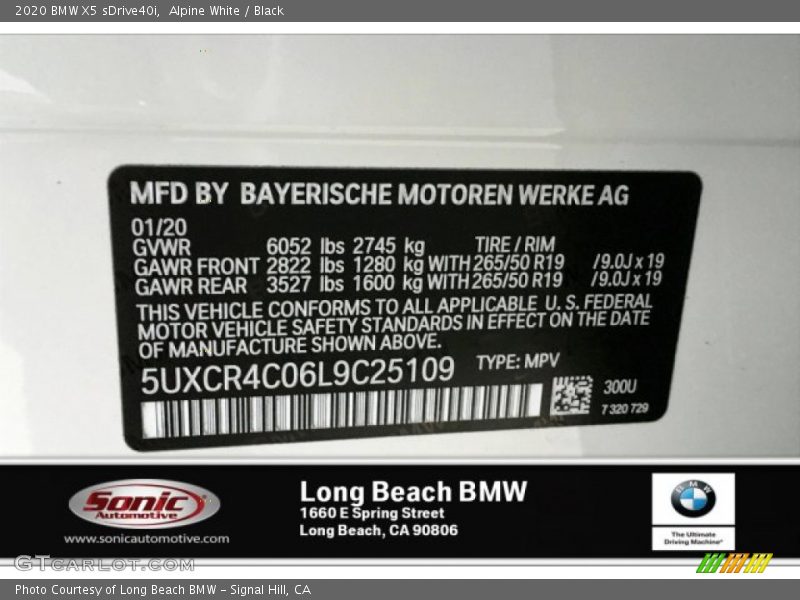 2020 BMW X5 sDrive40i,  Alpine White / Black
MFD BY BAYERISCHE MOTOREN WERKE AG
01/20
GVWR 6052 lbs 2745 kg TIRE / RIM
GAWR FRONT 2822 lbs 1280 kg WITH 265/50 R19 /9.0J x 19
GAWR REAR 3527 lbs 1600 kg WITH 265/50 R19 /9.0J x 19
THIS VEHICLE CONFORMS TO ALL APPLICABLE U. S. FEDERAL
MOTOR VEHICLE SAFETY STANDARDS IN EFFECT ON THE DATE
OF MANUFACTURE SHOWN ABOVE.
5UXCR4C06L9C25109 TYPE: MPV
300U
7 320 729
Sonic
Automotive
www.sonicautomotive.com
Long Beach BMW
1660 E Spring Street
Long Beach, CA 90806
BMW
The Ultimate
Driving Machine®
GTcarlot.com
Photo Courtesy of Long Beach BMW – Signal Hill, CA